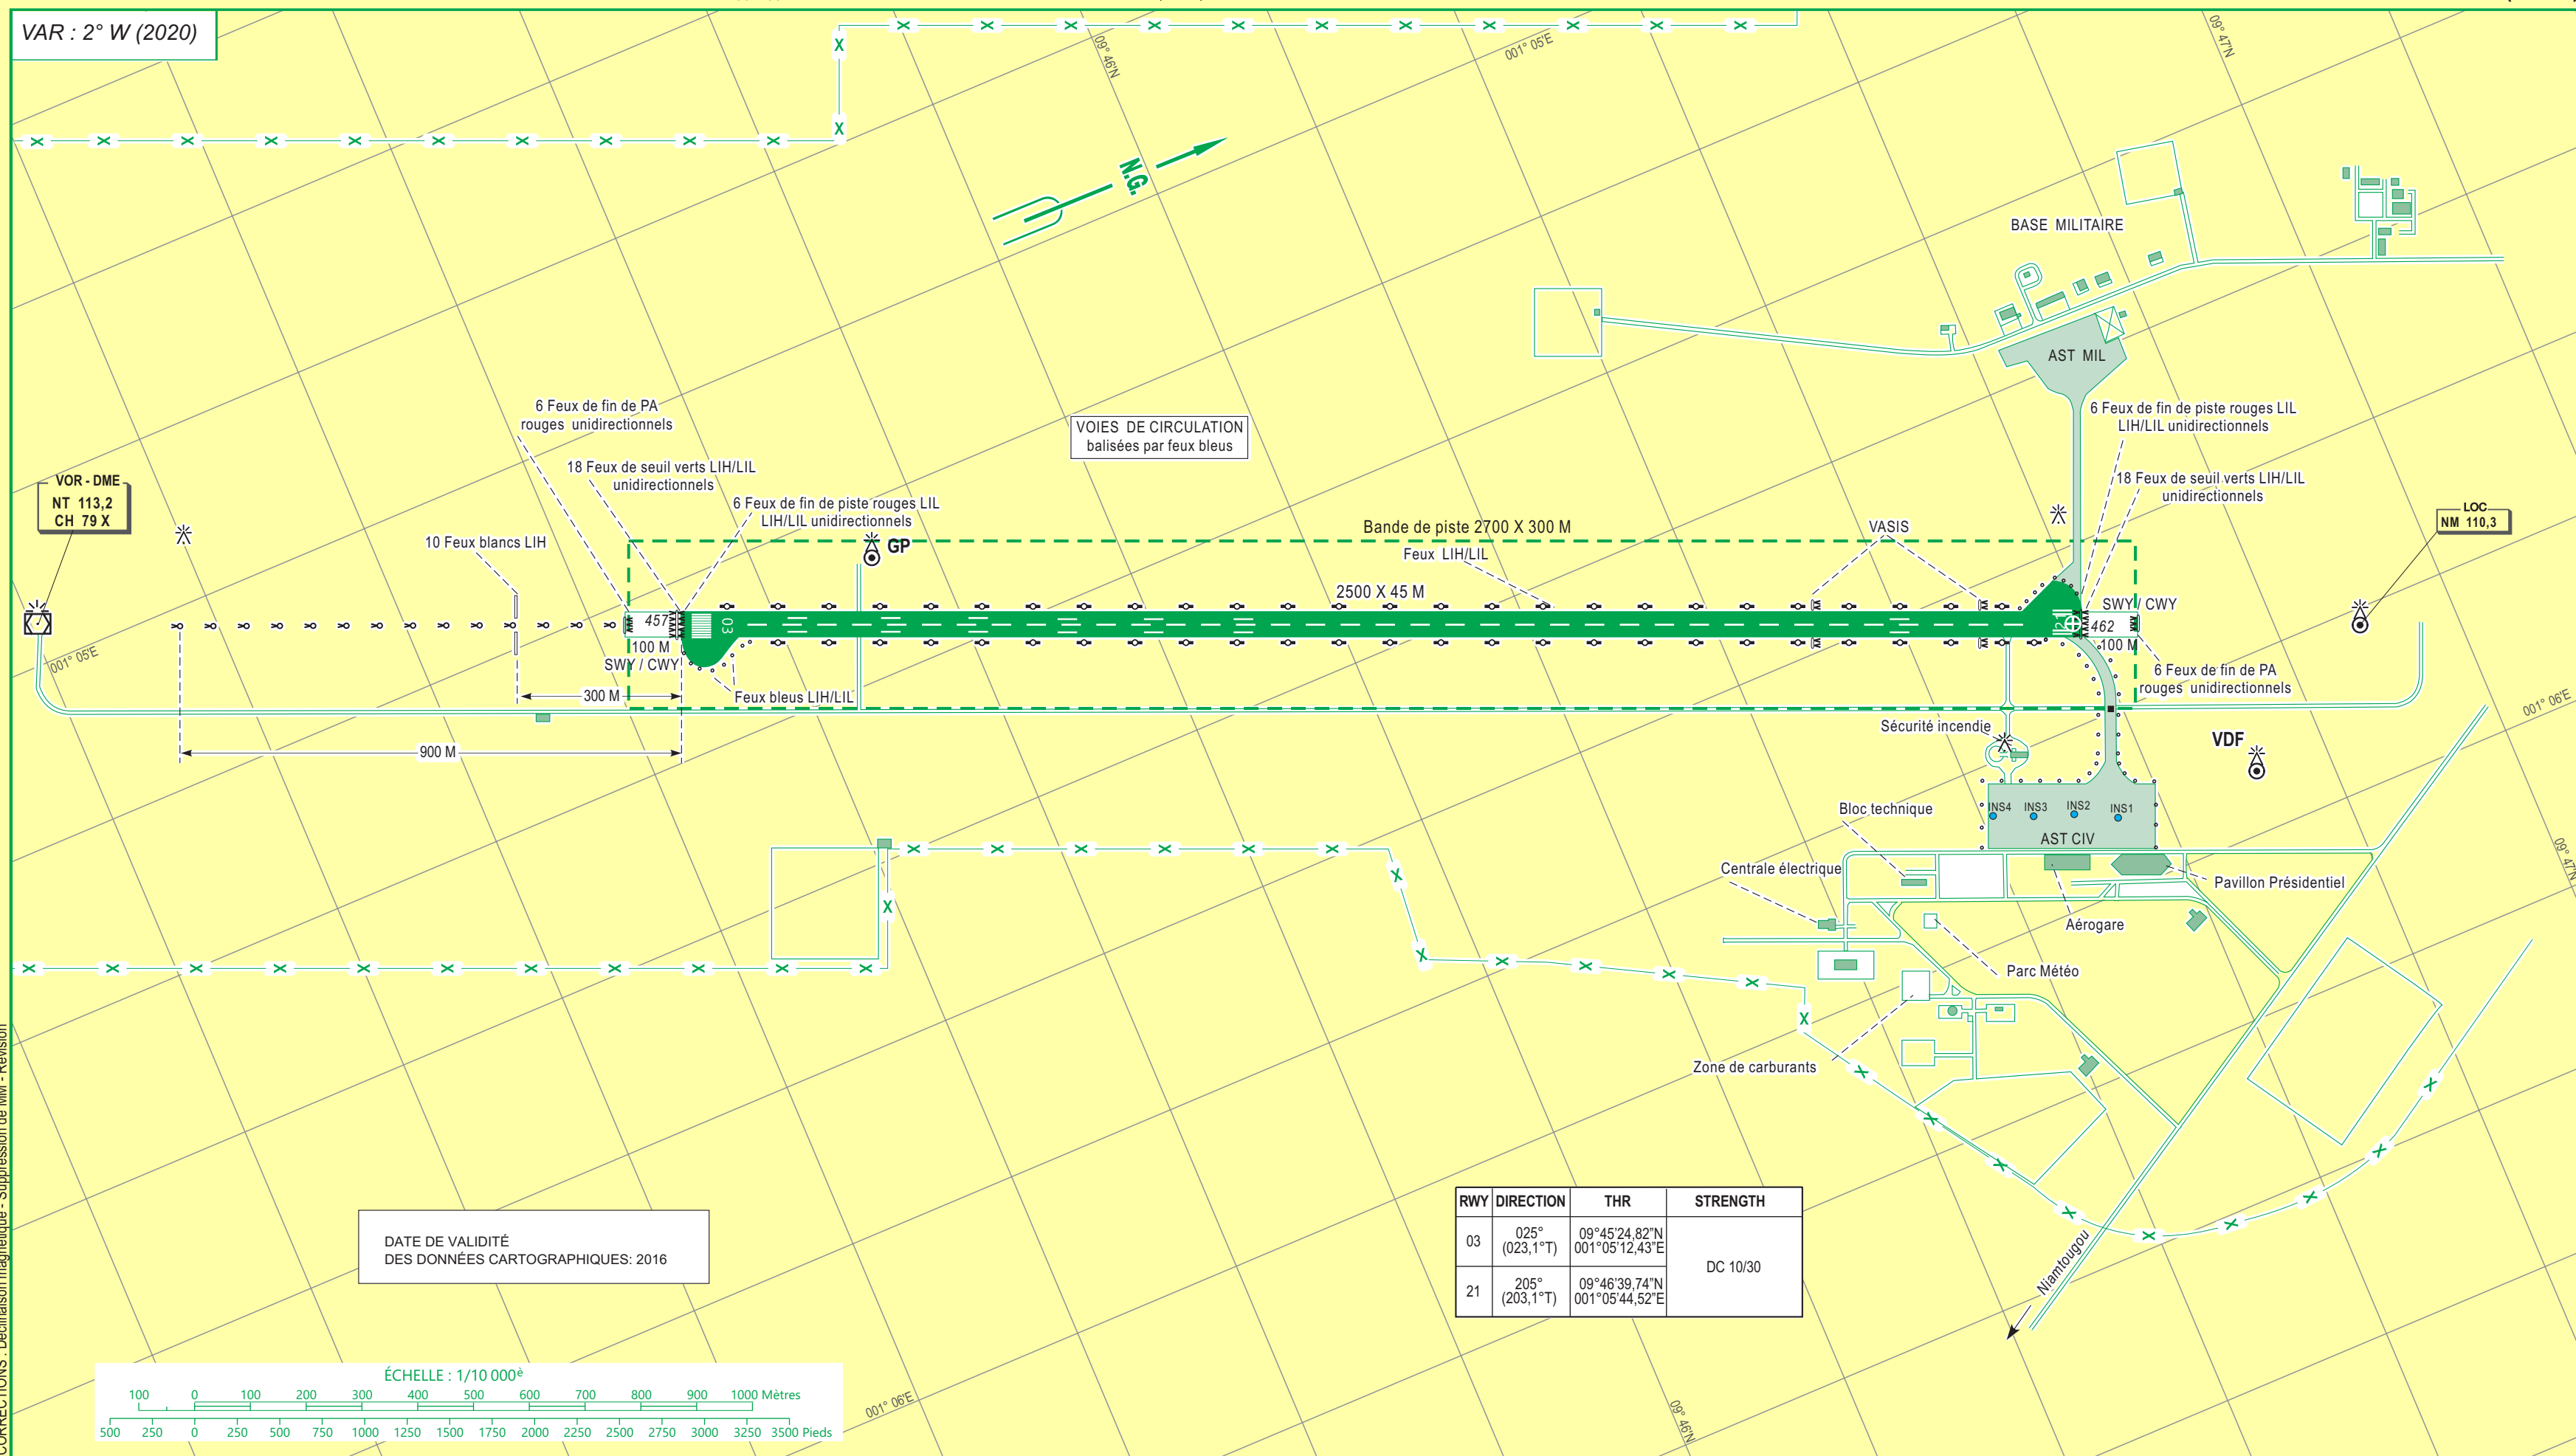 VAR : 2° W (2020)
09° 46'N
001° 05'E
09° 47'N
N.G.
BASE MILITAIRE
AST MIL
6 Feux de fin de PA
rouges unidirectionnels
18 Feux de seuil verts LIH/LIL
unidirectionnels
6 Feux de fin de piste rouges LIL
LIH/LIL unidirectionnels
VOIES DE CIRCULATION
balisées par feux bleus
6 Feux de fin de piste rouges LIL
LIH/LIL unidirectionnels
18 Feux de seuil verts LIH/LIL
unidirectionnels
VOR - DME
NT 113,2
CH 79 X
LOC
NM 110,3
10 Feux blancs LIH
GP
Bande de piste 2700 X 300 M
Feux LIH/LIL
VASIS
2500 X 45 M
457
03
21
462
SWY / CWY
100 M
100 M
SWY / CWY
6 Feux de fin de PA
rouges unidirectionnels
001° 05'E
300 M
Feux bleus LIH/LIL
900 M
001° 06'E
Sécurité incendie
VDF
INS4
INS3
INS2
INS1
AST CIV
Bloc technique
Centrale électrique
Pavillon Présidentiel
Aérogare
Parc Météo
Zone de carburants
09° 47'N
Niamtougou
RWY DIRECTION THR STRENGTH
03 025° (023,1°T) 09°45'24,82"N 001°05'12,43"E
DC 10/30
21 205° (203,1°T) 09°46'39,74"N 001°05'44,52"E
DATE DE VALIDITÉ
DES DONNÉES CARTOGRAPHIQUES: 2016
ÉCHELLE : 1/10 000è
100 0 100 200 300 400 500 600 700 800 900 1000 Mètres
500 250 0 250 500 750 1000 1250 1500 1750 2000 2250 2500 2750 3000 3250 3500 Pieds
001° 06'E
09° 46'N
CORRECTIONS : Déclinaison magnétique - Suppression de MM - Révision